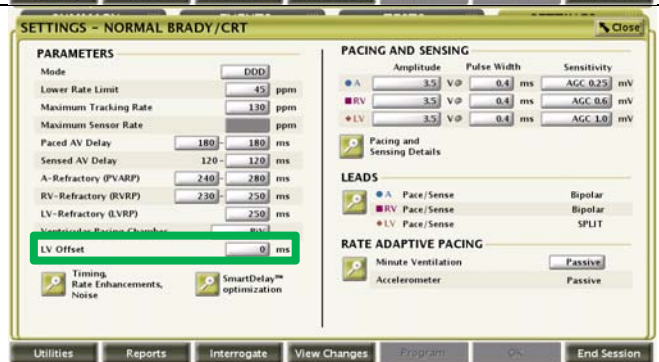 SETTINGS - NORMAL BRADY/CRT
Close
PARAMETERS
Mode DDD
Lower Rate Limit 45 ppm
Maximum Tracking Rate 130 ppm
Maximum Sensor Rate ppm
Paced AV Delay 180 - 180 ms
Sensed AV Delay 120 - 120 ms
A-Refractory (PVARP) 240 - 280 ms
RV-Refractory (RVRP) 230 - 250 ms
LV-Refractory (LVRP) 250 ms
Ventricular Pacing Chamber BiV
LV Offset 0 ms
Timing,
Rate Enhancements,
Noise
SmartDelay™
optimization
PACING AND SENSING
Amplitude Pulse Width Sensitivity
A 3.5 V 0.4 ms AGC 0.25 mV
RV 3.5 V 0.4 ms AGC 0.6 mV
LV 3.5 V 0.4 ms AGC 1.0 mV
Pacing and
Sensing Details
LEADS
A Pace/Sense Bipolar
RV Pace/Sense Bipolar
LV Pace/Sense SPLIT
RATE ADAPTIVE PACING
Minute Ventilation Passive
Accelerometer Passive
Utilities Reports Interrogate View Changes Program OK End Session